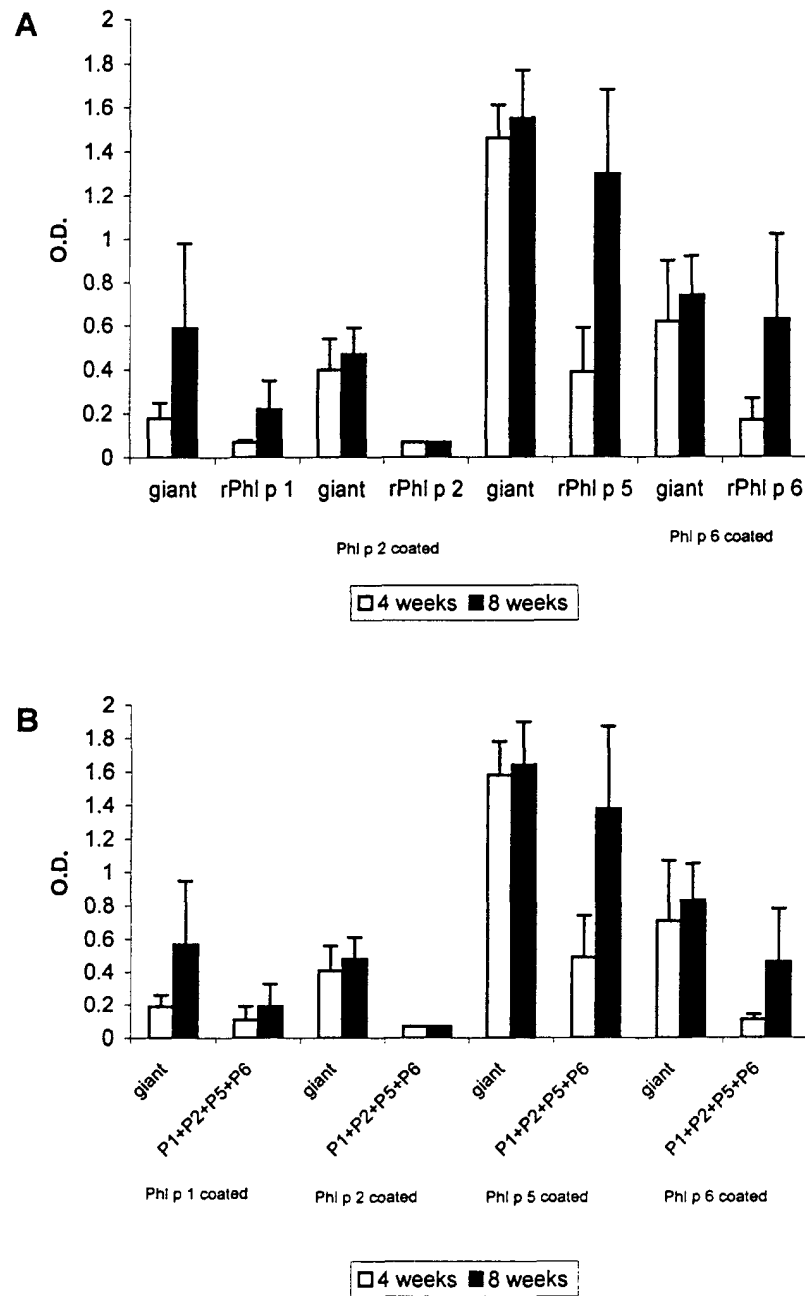 A
2
1.8
1.6
1.4
1.2
1
0.8
0.6
0.4
0.2
0
O.D.
giant rPhl p 1 giant rPhl p 2 giant rPhl p 5 giant rPhl p 6
Phl p 2 coated Phl p 6 coated
4 weeks 8 weeks
B
2
1.8
1.6
1.4
1.2
1
0.8
0.6
0.4
0.2
0
O.D.
giant P1+P2+P5+P6 giant P1+P2+P5+P6 giant P1+P2+P5+P6 giant P1+P2+P5+P6
Phl p 1 coated Phl p 2 coated Phl p 5 coated Phl p 6 coated
4 weeks 8 weeks